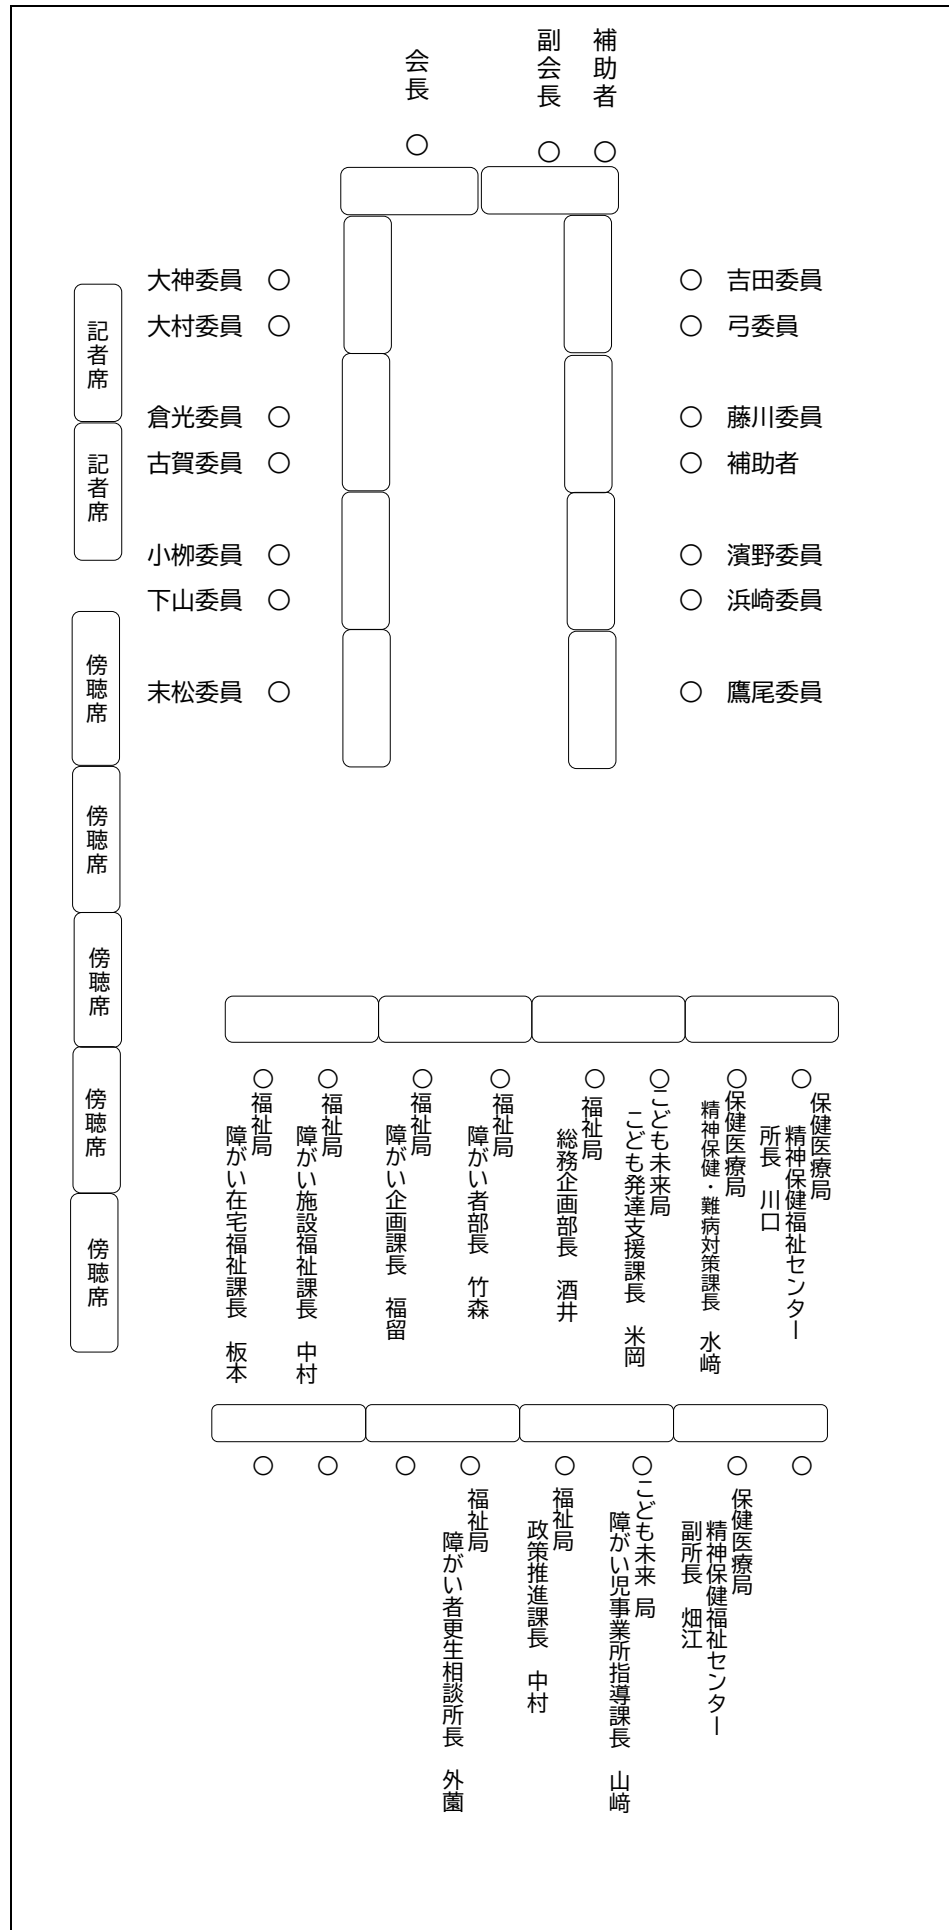 会長
副会長
補助者
大神委員
大村委員
倉光委員
古賀委員
小栁委員
下山委員
末松委員
吉田委員
弓委員
藤川委員
補助者
濱野委員
浜崎委員
鷹尾委員
記者席
記者席
傍聴席
傍聴席
傍聴席
傍聴席
傍聴席
福祉局
障がい在宅福祉課長 板本
福祉局
障がい施設福祉課長 中村
福祉局
障がい企画課長 福留
福祉局
障がい者部長 竹森
福祉局
総務企画部長 酒井
こども未来局
こども発達支援課長 米岡
保健医療局
精神保健・難病対策課長 水﨑
保健医療局
精神保健福祉センター
所長 川口
福祉局
障がい者更生相談所長 外薗
福祉局
政策推進課長 中村
こども未来 局
障がい児事業所指導課長 山﨑
保健医療局
精神保健福祉センター
副所長 畑江